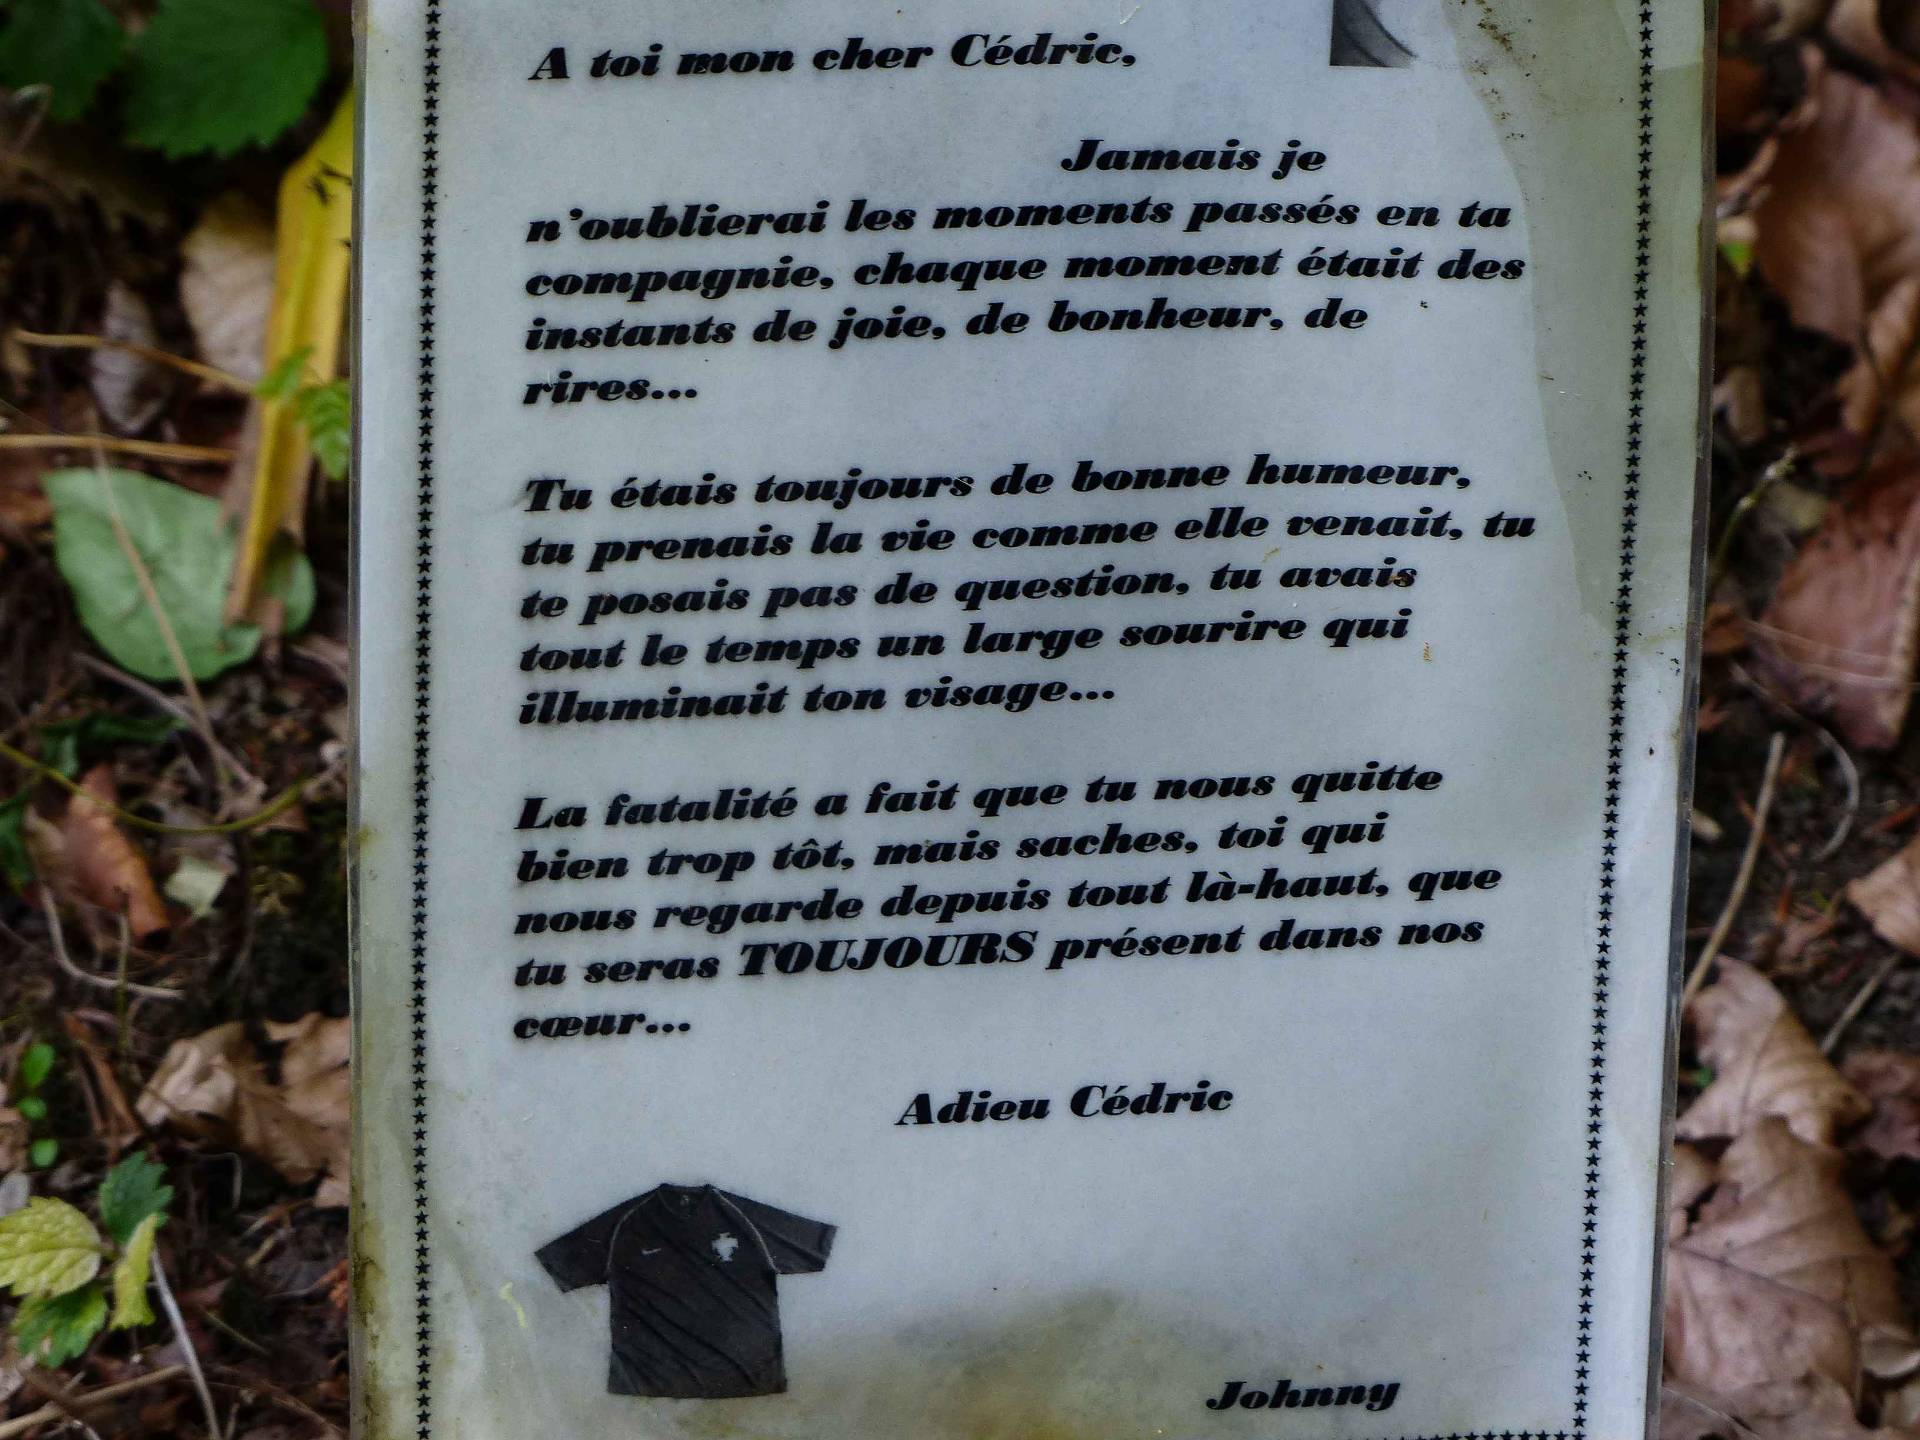 A toi mon cher Cédric,
Jamais je
n'oublierai les moments passés en ta
compagnie, chaque moment était des
instants de joie, de bonheur, de
rires...
Tu étais toujours de bonne humeur,
tu prenais la vie comme elle venait, tu
te posais pas de question, tu avais
tout le temps un large sourire qui
illuminait ton visage...
La fatalité a fait que tu nous quitte
bien trop tôt, mais saches, toi qui
nous regarde depuis tout là-haut, que
tu seras TOUJOURS présent dans nos
cœur...
Adieu Cédric
Johnny